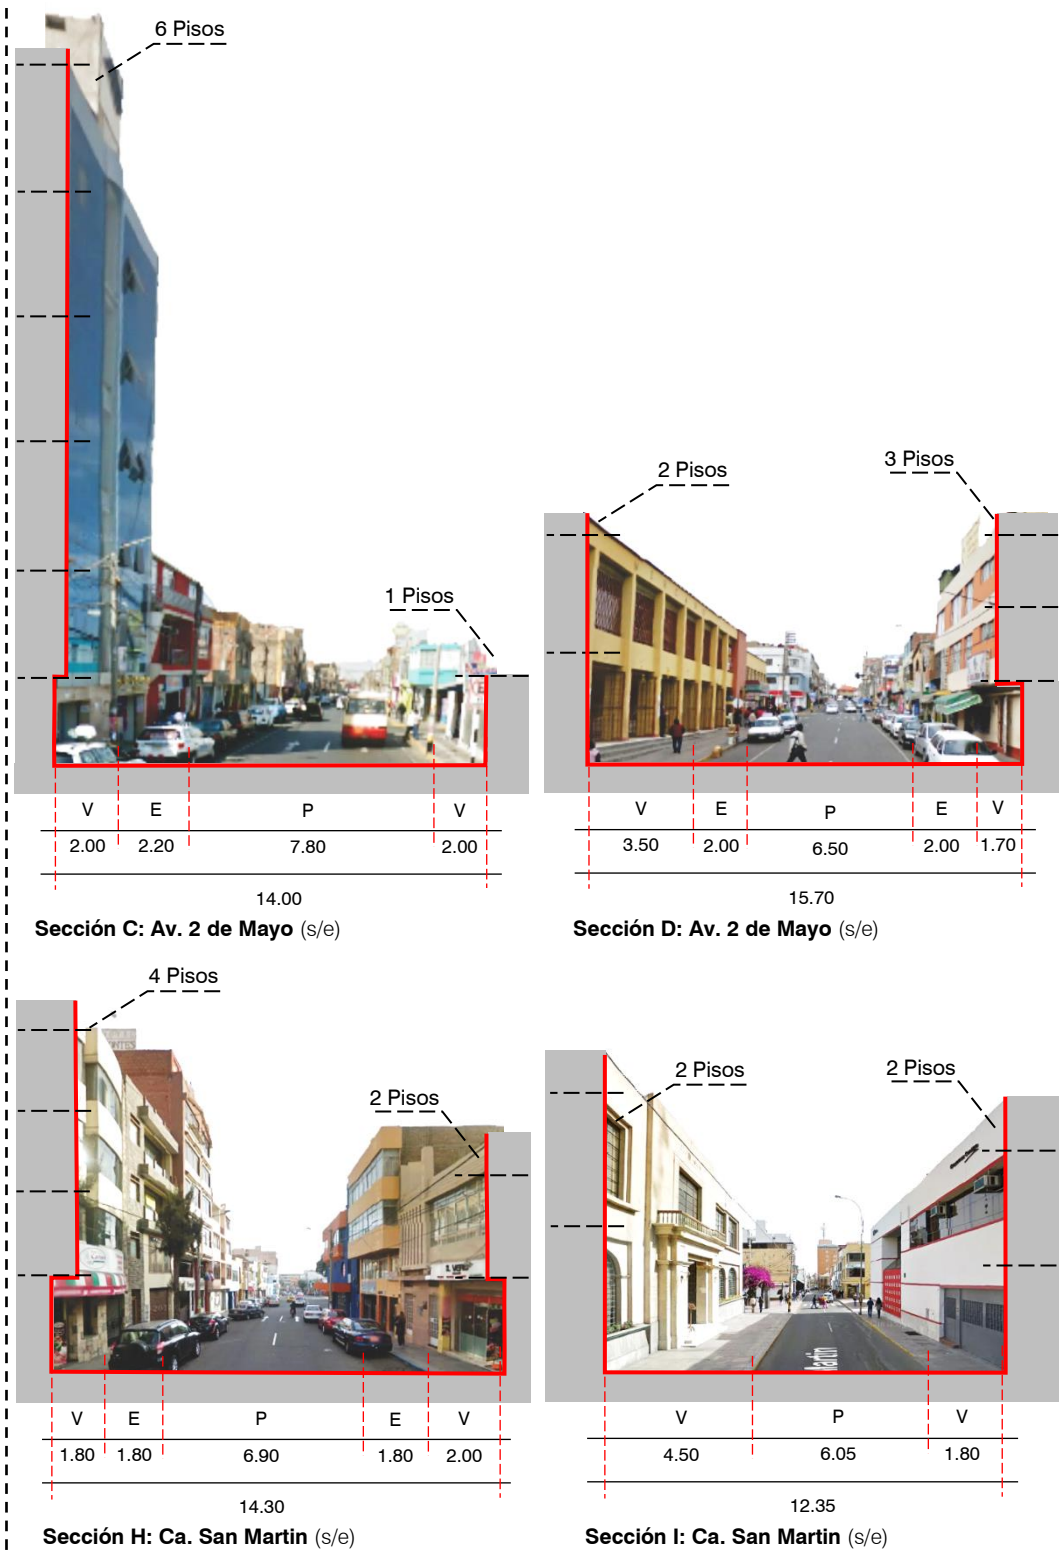 6 Pisos
1 Pisos
V E P V
2.00 2.20 7.80 2.00
14.00
Sección C: Av. 2 de Mayo (s/e)
2 Pisos
3 Pisos
V E P E V
3.50 2.00 6.50 2.00 1.70
15.70
Sección D: Av. 2 de Mayo (s/e)
4 Pisos
2 Pisos
V E P E V
1.80 1.80 6.90 1.80 2.00
14.30
Sección H: Ca. San Martin (s/e)
2 Pisos
2 Pisos
Martin
V P V
4.50 6.05 1.80
12.35
Sección I: Ca. San Martin (s/e)